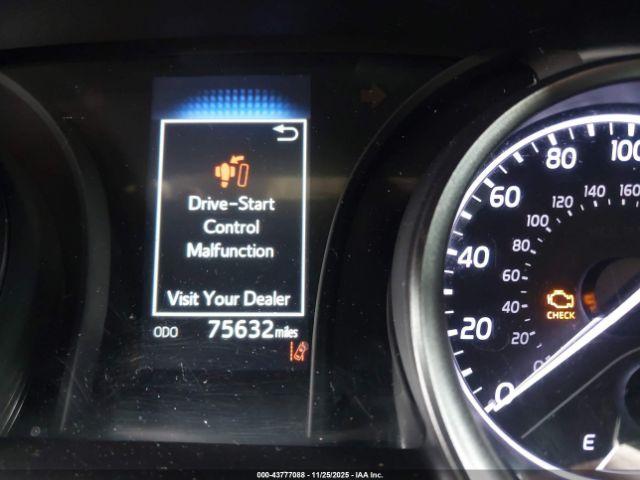 Drive-Start
Control
Malfunction
Visit Your Dealer
ODO 75632 miles
0 20 40 60 80 100
0 20 40 60 80 100 120 140 160
CHECK
E
000-43777088 - 11/25/2025 - IAA Inc.